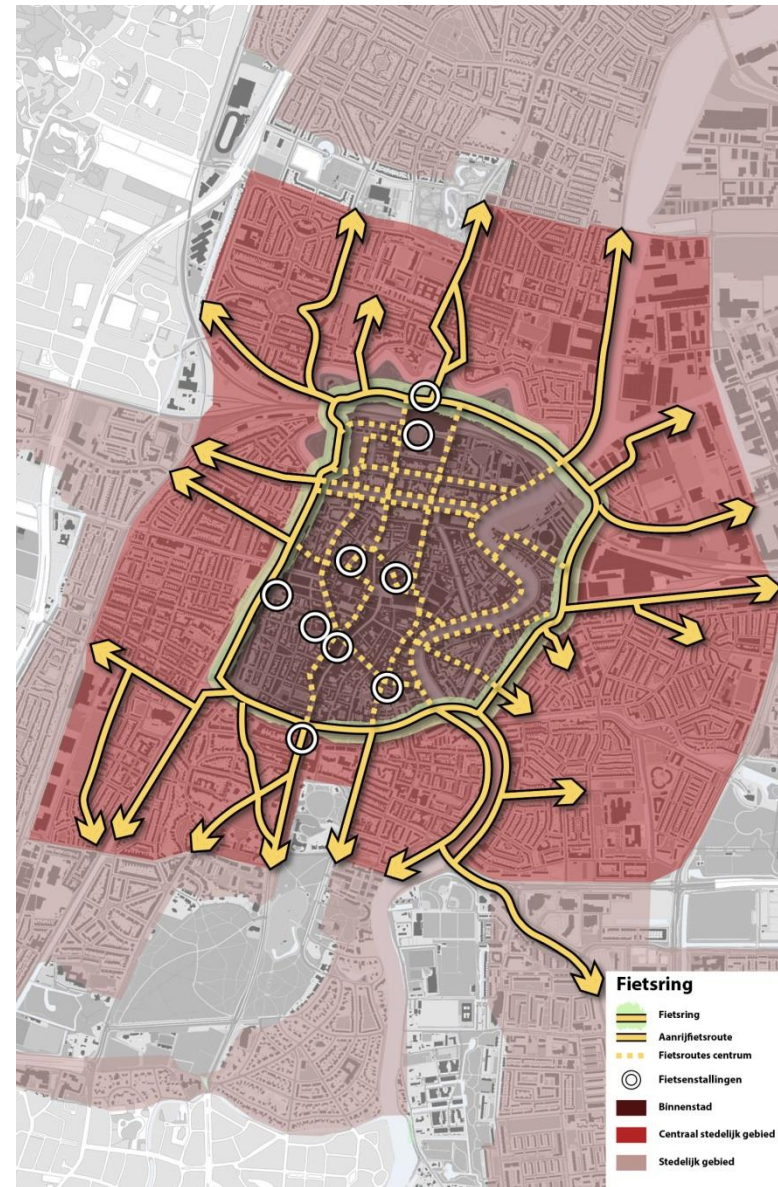 Fietsring
Fietsring
Aanrijfietsroute
Fietsroutes centrum
Fietsenstallingen
Binnenstad
Centraal stedelijk gebied
Stedelijk gebied